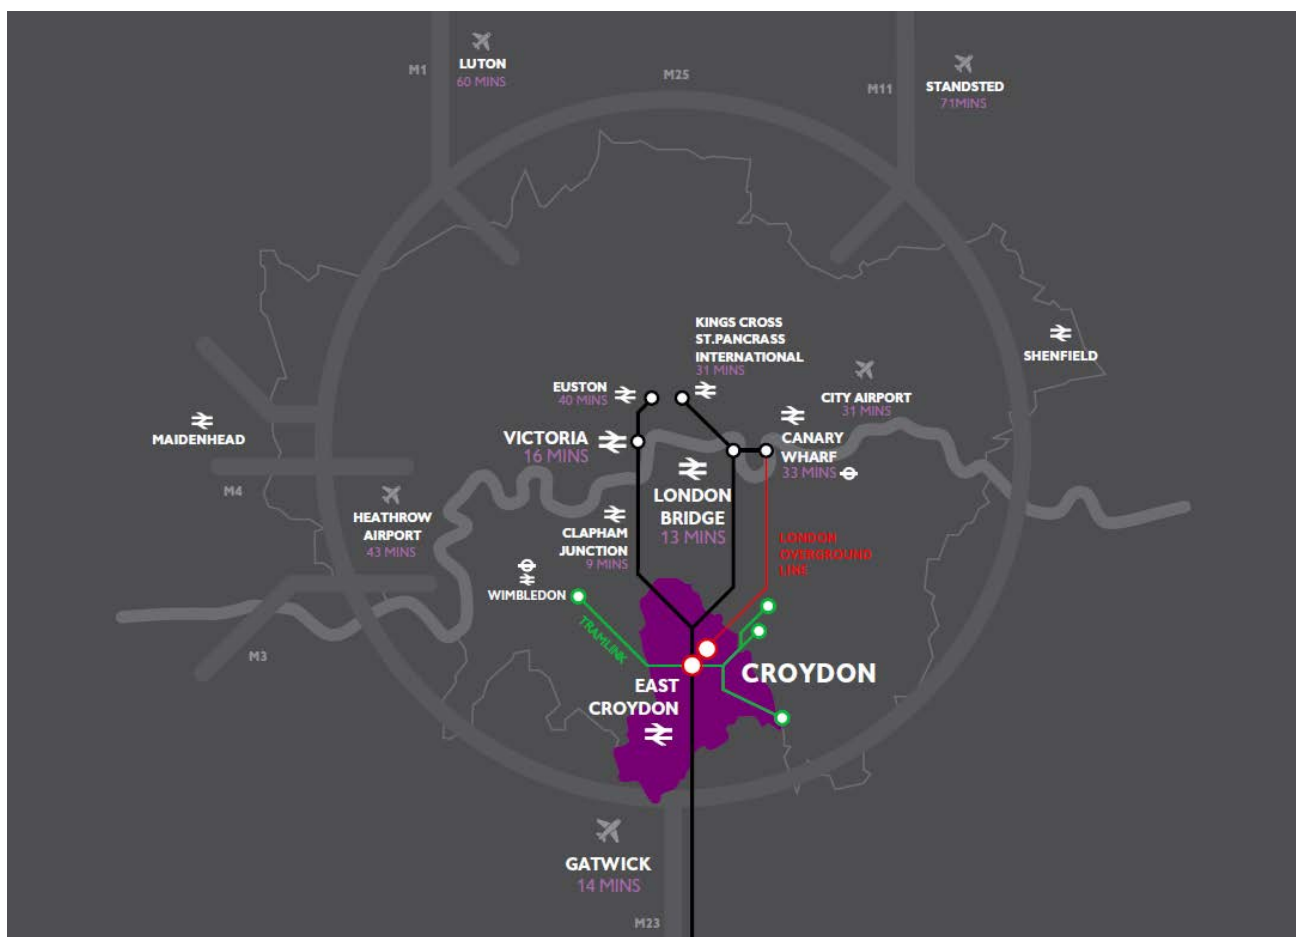 LUTON
60 MINS
M1
M25
M11
STANDSTED
71MINS
KINGS CROSS
ST.PANCRASS
INTERNATIONAL
31 MINS
SHENFIELD
EUSTON
40 MINS
CITY AIRPORT
31 MINS
MAIDENHEAD
VICTORIA
16 MINS
CANARY
WHARF
33 MINS
M4
LONDON
BRIDGE
13 MINS
HEATHROW
AIRPORT
43 MINS
CLAPHAM
JUNCTION
9 MINS
LONDON
OVERGROUND
LINE
WIMBLEDON
TRAMLINK
M3
CROYDON
EAST
CROYDON
GATWICK
14 MINS
M23